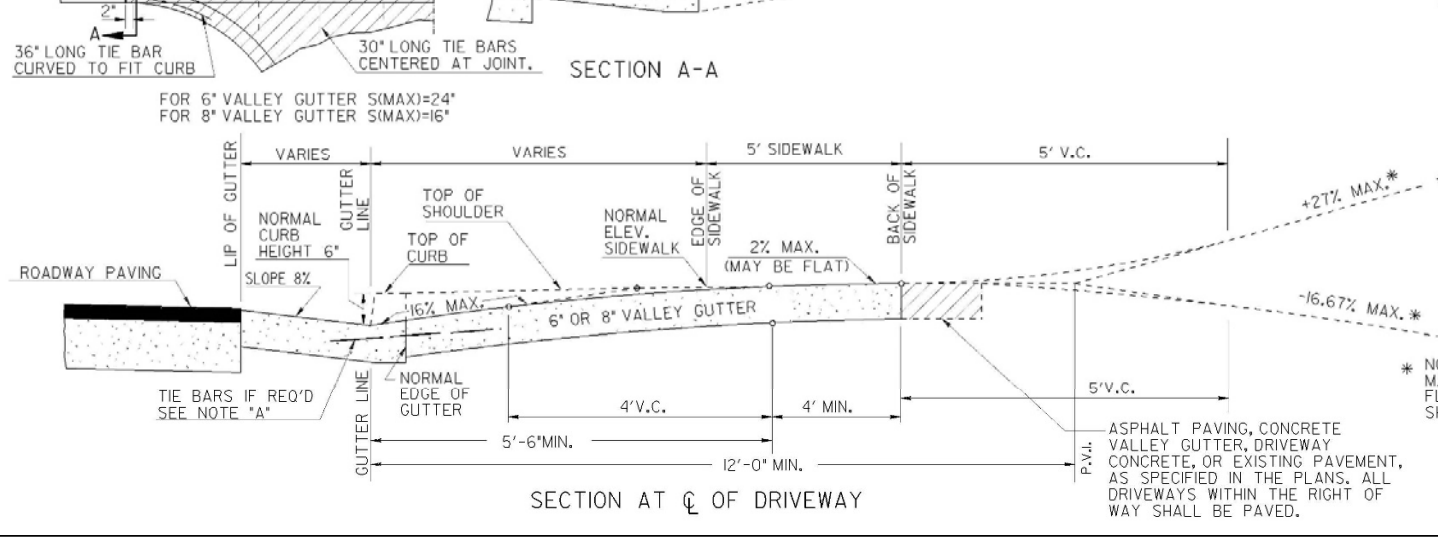 2"
A
36" LONG TIE BAR
CURVED TO FIT CURB
30" LONG TIE BARS
CENTERED AT JOINT.
SECTION A-A
FOR 6" VALLEY GUTTER S(MAX)=24"
FOR 8" VALLEY GUTTER S(MAX)=16"
LIP OF GUTTER
VARIES
GUTTER
LINE
VARIES
EDGE OF
SIDEWALK
5' SIDEWALK
BACK OF
SIDEWALK
5' V.C.
TOP OF
SHOULDER
NORMAL
CURB
HEIGHT 6"
TOP OF
CURB
NORMAL
ELEV.
SIDEWALK
2% MAX.
(MAY BE FLAT)
+27% MAX.*
ROADWAY PAVING
SLOPE 8%
16% MAX.
6" OR 8" VALLEY GUTTER
-16.67% MAX.*
TIE BARS IF REQ'D
SEE NOTE "A"
GUTTER LINE
NORMAL
EDGE OF
GUTTER
4'V.C.
4' MIN.
5'V.C.
5'-6"MIN.
12'-0" MIN.
P.V.I.
*
ASPHALT PAVING, CONCRETE
VALLEY GUTTER, DRIVEWAY
CONCRETE, OR EXISTING PAVEMENT,
AS SPECIFIED IN THE PLANS. ALL
DRIVEWAYS WITHIN THE RIGHT OF
WAY SHALL BE PAVED.
SECTION AT ℄ OF DRIVEWAY